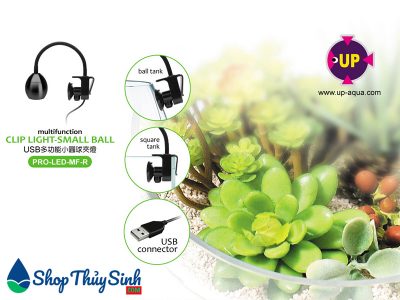 ball tank
UP
www.up-aqua.com
multifunction
CLIP LIGHT-SMALL BALL
USB多功能小圓球夾燈
PRO-LED-MF-R
square
tank
USB
connector
Shop Thủy Sinh
.COM